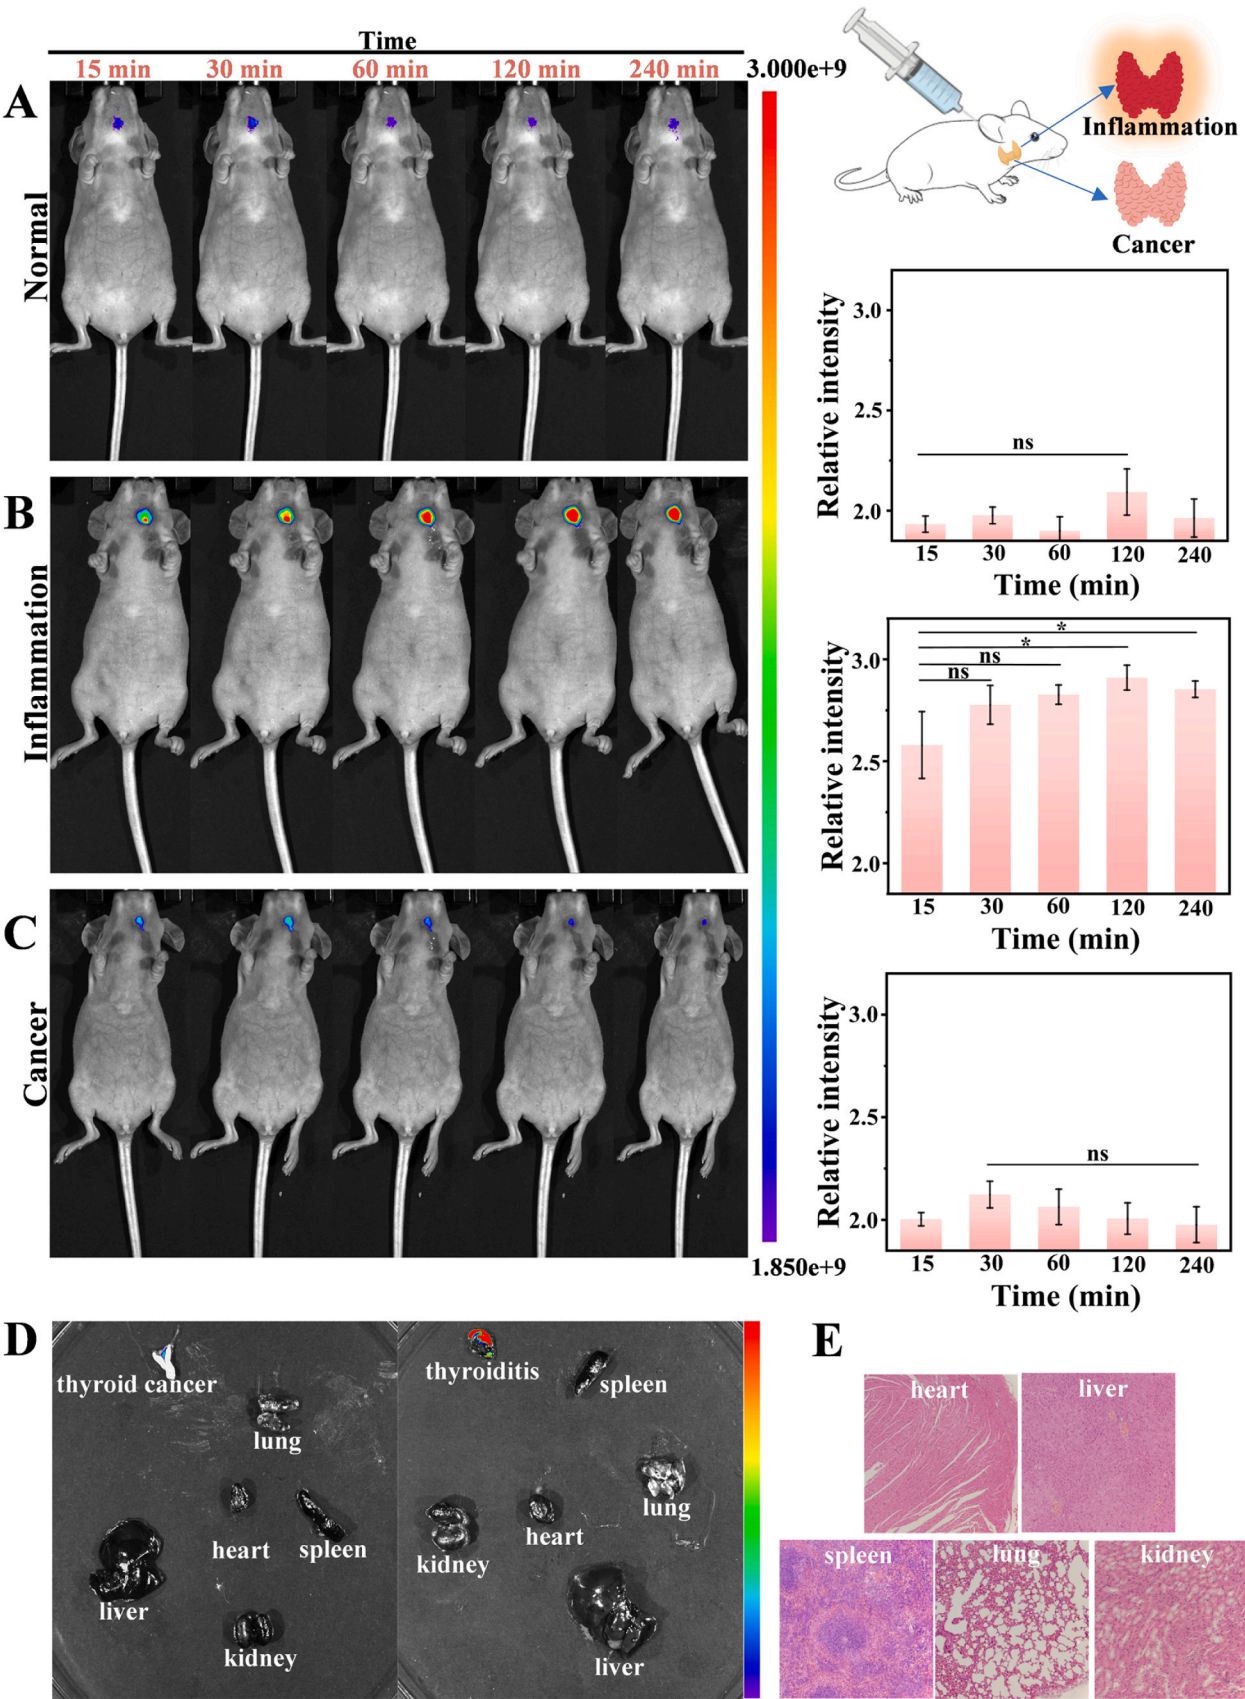 Time
15 min 30 min 60 min 120 min 240 min
3.000e+9
A
Normal
B
Inflammation
C
Cancer
1.850e+9
Inflammation
Cancer
Relative intensity
3.0
2.5
2.0
ns
15 30 60 120 240
Time (min)
Relative intensity
3.0
2.5
2.0
*
*
ns
ns
15 30 60 120 240
Time (min)
Relative intensity
3.0
2.5
2.0
ns
15 30 60 120 240
Time (min)
D
thyroid cancer
lung
heart
spleen
liver
kidney
thyroiditis
spleen
lung
heart
kidney
liver
E
heart
liver
spleen
lung
kidney